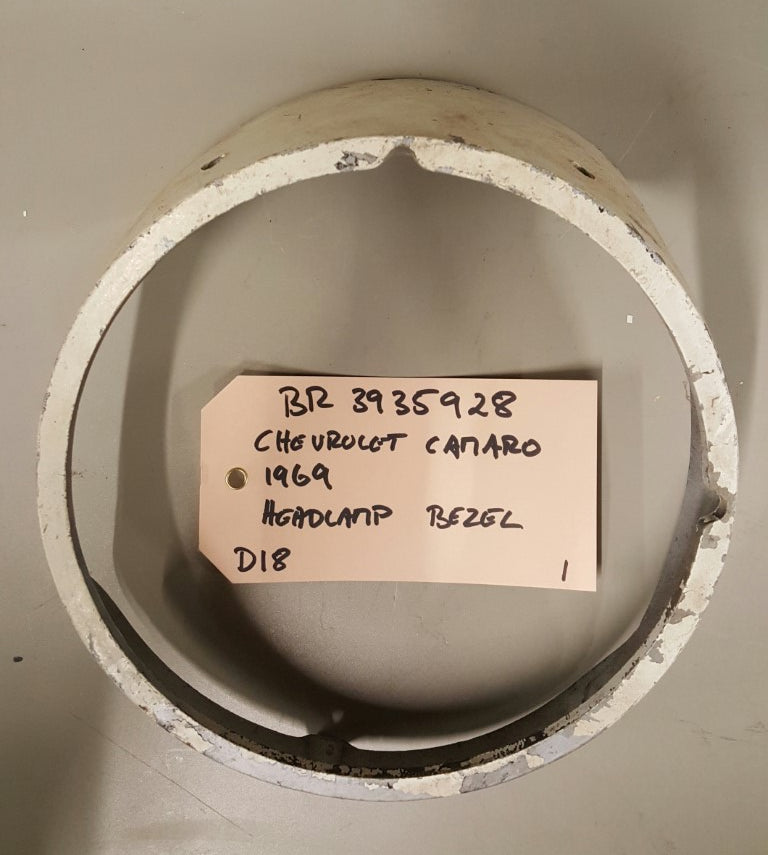 BR 3935928
CHEVROLET CAMARO
1969
HEADLAMP BEZEL
D18 1